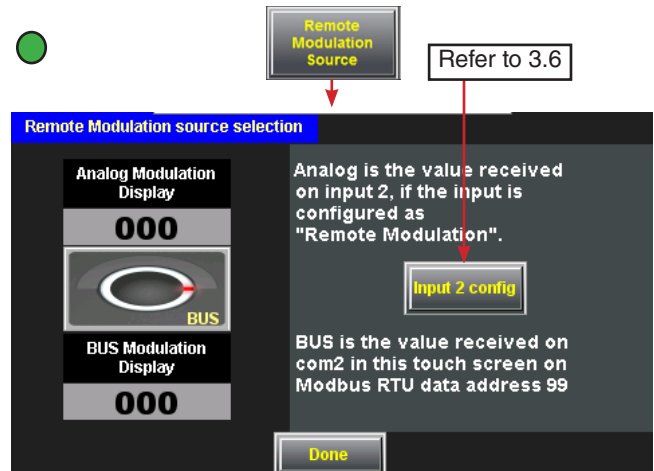 Remote
Modulation
Source
Refer to 3.6
Remote Modulation source selection
Analog Modulation
Display
000
BUS
BUS Modulation
Display
000
Analog is the value received
on input 2, if the input is
configured as
"Remote Modulation".
Input 2 config
BUS is the value received on
com2 in this touch screen on
Modbus RTU data address 99
Done